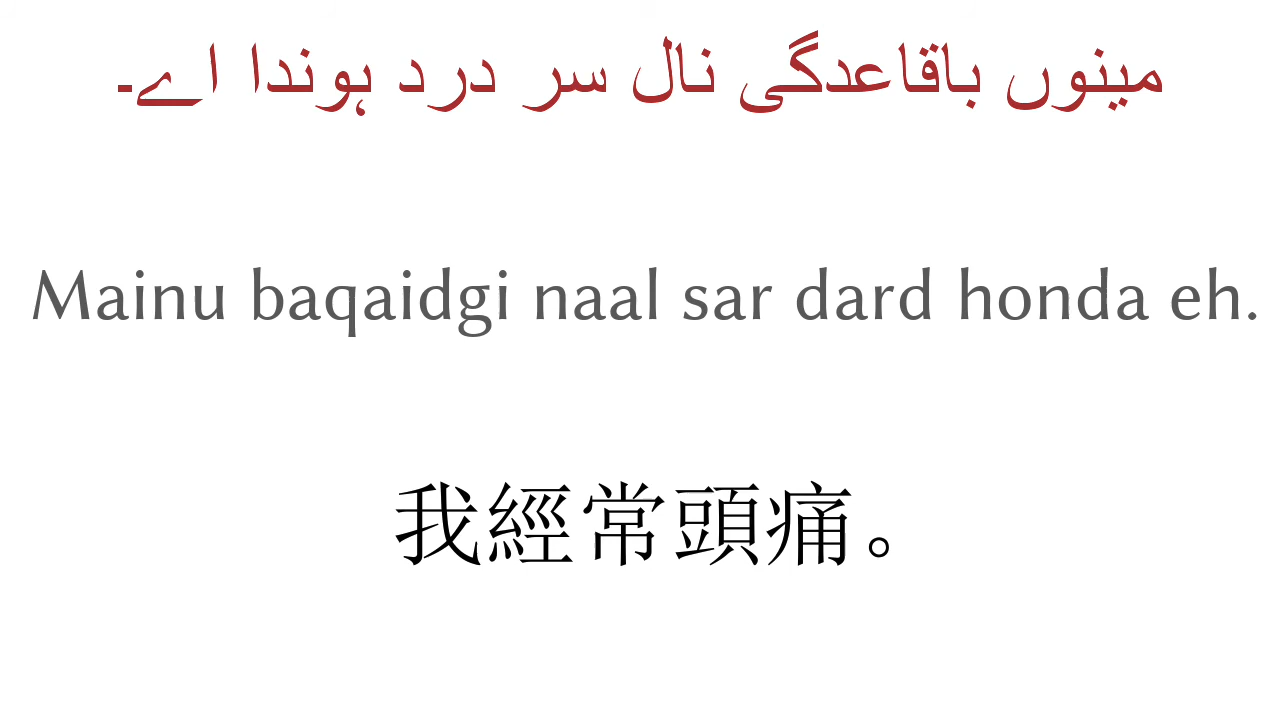 مینوں باقاعدگی نال سر درد ہوندا اے۔
Mainu baqaidgi naal sar dard honda eh.
我經常頭痛。